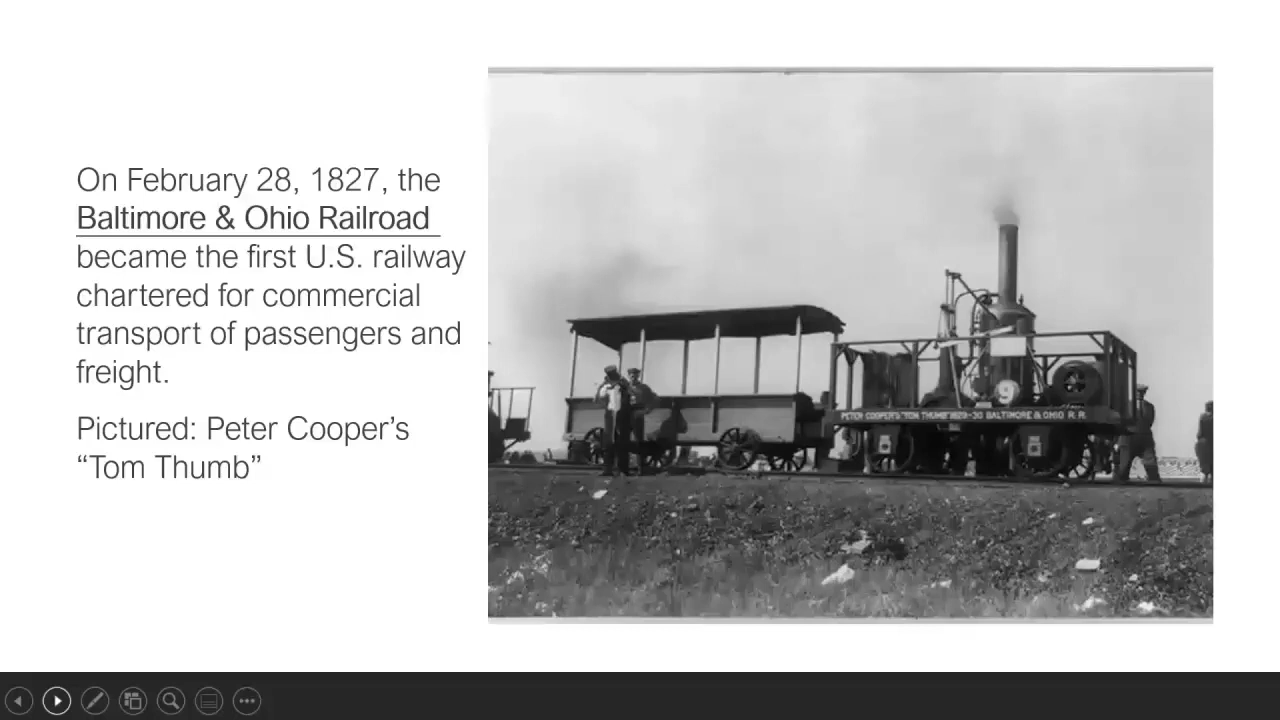 On February 28, 1827, the
Baltimore & Ohio Railroad
became the first U.S. railway
chartered for commercial
transport of passengers and
freight.
Pictured: Peter Cooper’s
“Tom Thumb”
9
PETER COOPER'S "TOM THUMB" 1829-30 BALTIMORE & OHIO R. R.